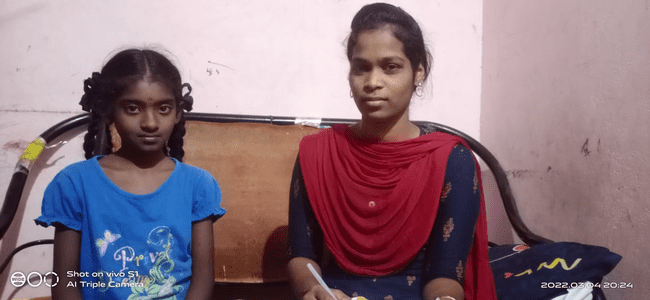 Shot on vivo S1
AI Triple Camera
2022.03.04 20:24